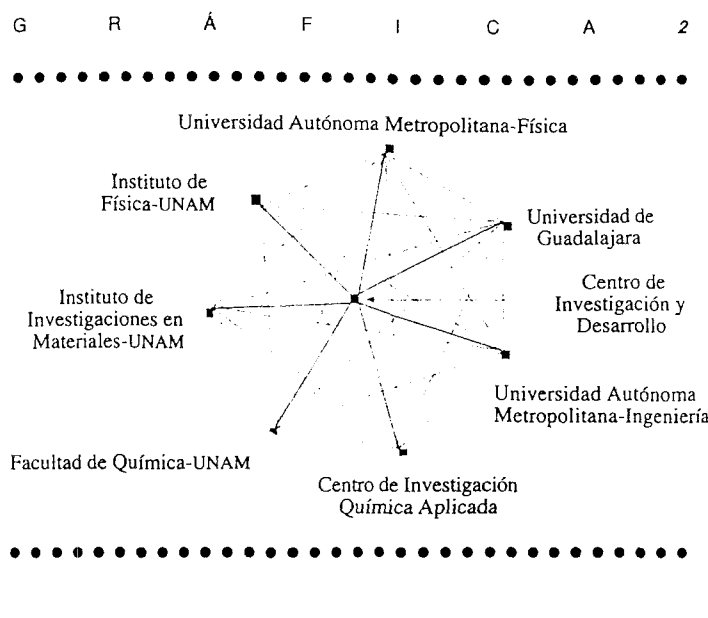 G R Á F I C A 2
Universidad Autónoma Metropolitana-Física
Instituto de
Física-UNAM
Universidad de
Guadalajara
Instituto de
Investigaciones en
Materiales-UNAM
Centro de
Investigación y
Desarrollo
Universidad Autónoma
Metropolitana-Ingeniería
Facultad de Química-UNAM
Centro de Investigación
Química Aplicada